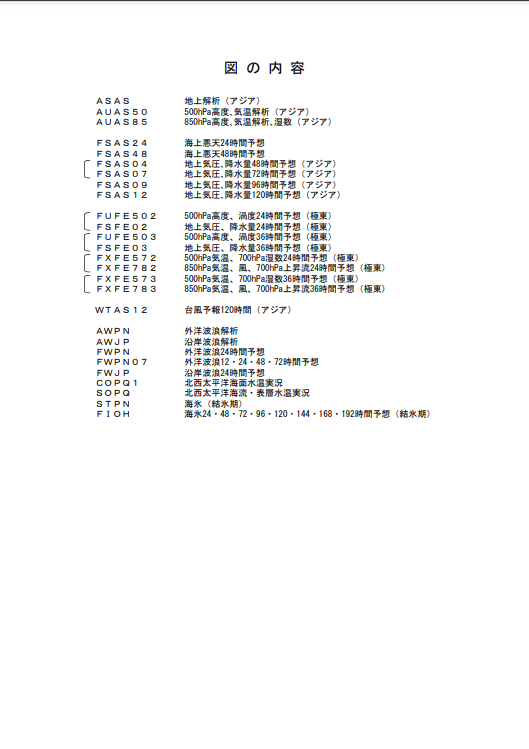 図の内容
ASAS 地上解析（アジア）
AUAS50 500hPa高度､気温解析（アジア）
AUAS85 850hPa高度､気温解析､湿数（アジア）
FSAS24 海上悪天24時間予想
FSAS48 海上悪天48時間予想
FSAS04 地上気圧､降水量48時間予想（アジア）
FSAS07 地上気圧､降水量72時間予想（アジア）
FSAS09 地上気圧､降水量96時間予想（アジア）
FSAS12 地上気圧､降水量120時間予想（アジア）
FUFE502 500hPa高度、渦度24時間予想（極東）
FSFE02 地上気圧、降水量24時間予想（極東）
FUFE503 500hPa高度、渦度36時間予想（極東）
FSFE03 地上気圧、降水量36時間予想（極東）
FXFE572 500hPa気温、700hPa湿数24時間予想（極東）
FXFE782 850hPa気温、風、700hPa上昇流24時間予想（極東）
FXFE573 500hPa気温、700hPa湿数36時間予想（極東）
FXFE783 850hPa気温、風、700hPa上昇流36時間予想（極東）
WTAS12 台風予報120時間（アジア）
AWPN 外洋波浪解析
AWJP 沿岸波浪解析
FWPN 外洋波浪24時間予想
FWPN07 外洋波浪12・24・48・72時間予想
FWJP 沿岸波浪24時間予想
COPQ1 北西太平洋海面水温実況
SOPQ 北西太平洋海流・表層水温実況
STPN 海氷（結氷期）
FIOH 海氷24・48・72・96・120・144・168・192時間予想（結氷期）